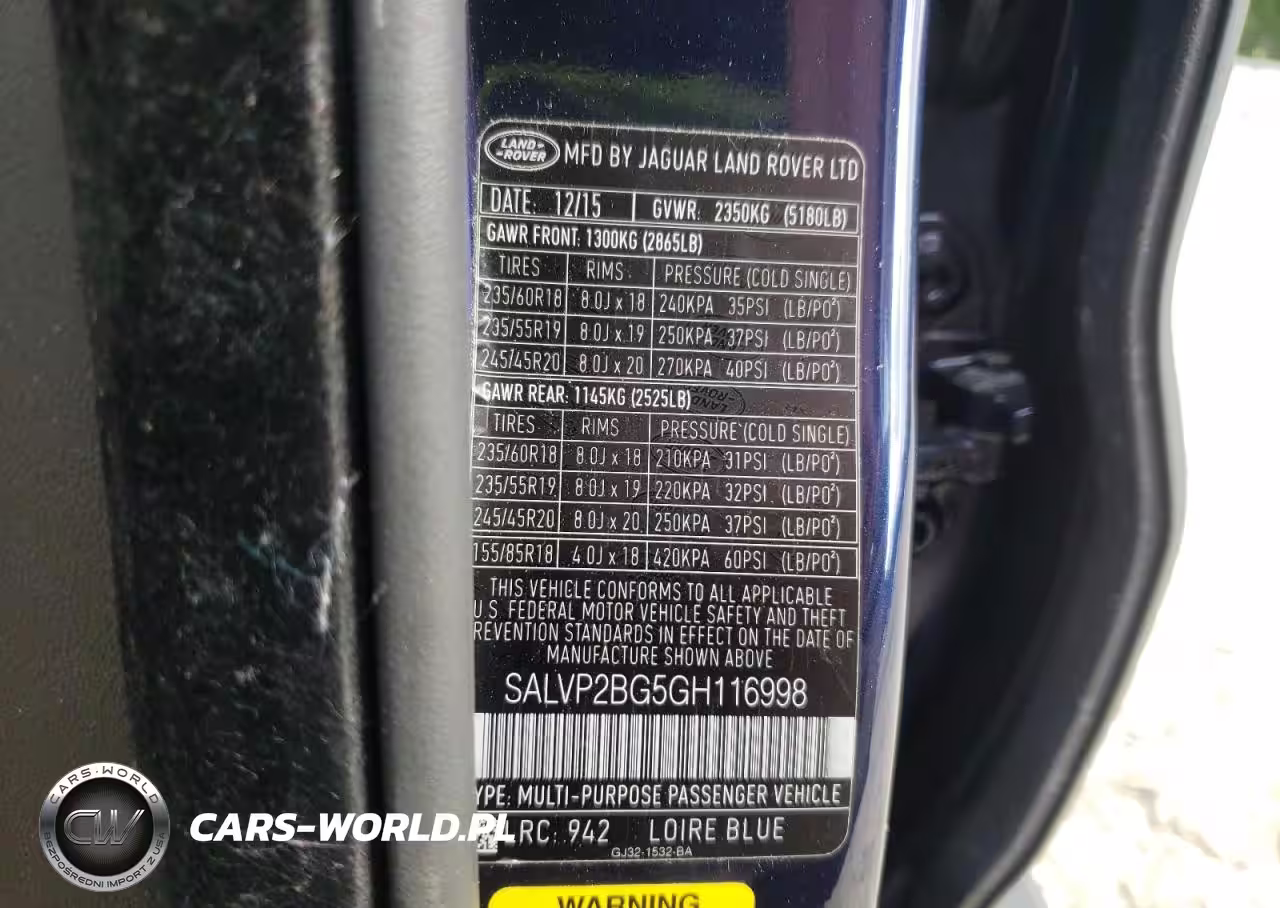 LAND
ROVER
MFD BY JAGUAR LAND ROVER LTD
DATE: 12/15 GVWR: 2350KG (5180LB)
GAWR FRONT: 1300KG (2865LB)
TIRES RIMS PRESSURE (COLD SINGLE)
235/60R18 8.0J x 18 240KPA 35PSI (LB/PO²)
235/55R19 8.0J x 19 250KPA 37PSI (LB/PO²)
245/45R20 8.0J x 20 270KPA 40PSI (LB/PO²)
GAWR REAR: 1145KG (2525LB)
TIRES RIMS PRESSURE (COLD SINGLE)
235/60R18 8.0J x 18 210KPA 31PSI (LB/PO²)
235/55R19 8.0J x 19 220KPA 32PSI (LB/PO²)
245/45R20 8.0J x 20 250KPA 37PSI (LB/PO²)
155/85R18 4.0J x 18 420KPA 60PSI (LB/PO²)
THIS VEHICLE CONFORMS TO ALL APPLICABLE
U.S. FEDERAL MOTOR VEHICLE SAFETY AND THEFT
REVENTION STANDARDS IN EFFECT ON THE DATE OF
MANUFACTURE SHOWN ABOVE
SALVP2BG5GH116998
YPE: MULTI-PURPOSE PASSENGER VEHICLE
LRC: 942 LOIRE BLUE
GJ32-1532-BA
WARNING
CARS-WORLD
CW
BEZPOŚREDNI IMPORT Z USA
CARS-WORLD.PL